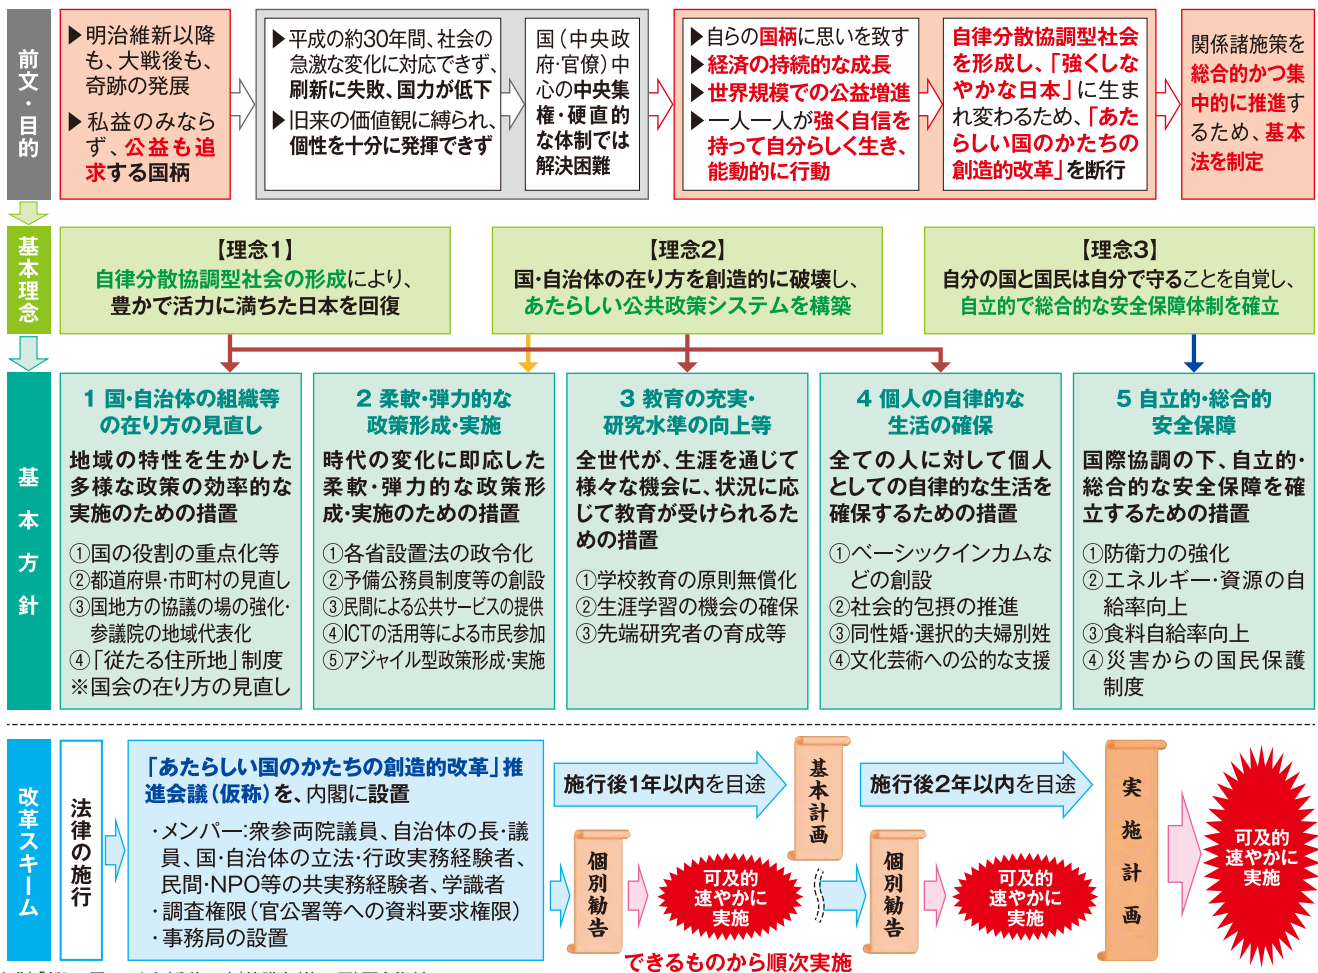 前文・目的
▶明治維新以降
も、大戦後も、
奇跡の発展
▶私益のみなら
ず、公益も追
求する国柄
▶平成の約30年間、社会の
急激な変化に対応できず、
刷新に失敗、国力が低下
▶旧来の価値観に縛られ、
個性を十分に発揮できず
国（中央政
府・官僚）中
心の中央集
権・硬直的
な体制では
解決困難
▶自らの国柄に思いを致す
▶経済の持続的な成長
▶世界規模での公益増進
▶一人一人が強く自信を
持って自分らしく生き、
能動的に行動
自律分散協調型社会
を形成し、「強くしな
やかな日本」に生ま
れ変わるため、「あた
らしい国のかたちの
創造的改革」を断行
関係諸施策を
総合的かつ集
中的に推進す
るため、基本
法を制定
基本理念
【理念1】
自律分散協調型社会の形成により、
豊かで活力に満ちた日本を回復
【理念2】
国・自治体の在り方を創造的に破壊し、
あたらしい公共政策システムを構築
【理念3】
自分の国と国民は自分で守ることを自覚し、
自立的で総合的な安全保障体制を確立
基本方針
1 国・自治体の組織等
の在り方の見直し
地域の特性を生かした
多様な政策の効率的な
実施のための措置
①国の役割の重点化等
②都道府県・市町村の見直し
③国地方の協議の場の強化・
参議院の地域代表化
④「従たる住所地」制度
※国会の在り方の見直し
2 柔軟・弾力的な
政策形成・実施
時代の変化に即応した
柔軟・弾力的な政策形
成・実施のための措置
①各省設置法の政令化
②予備公務員制度等の創設
③民間による公共サービスの提供
④ICTの活用等による市民参加
⑤アジャイル型政策形成・実施
3 教育の充実・
研究水準の向上等
全世代が、生涯を通じて
様々な機会に、状況に応
じて教育が受けられるた
めの措置
①学校教育の原則無償化
②生涯学習の機会の確保
③先端研究者の育成等
4 個人の自律的な
生活の確保
全ての人に対して個人
としての自律的な生活を
確保するための措置
①ベーシックインカムな
どの創設
②社会的包摂の推進
③同性婚・選択的夫婦別姓
④文化芸術への公的な支援
5 自立的・総合的
安全保障
国際協調の下、自立的・
総合的な安全保障を確
立するための措置
①防衛力の強化
②エネルギー・資源の自
給率向上
③食料自給率向上
④災害からの国民保護
制度
改革スキーム
法律の施行
「あたらしい国のかたちの創造的改革」推
進会議（仮称）を、内閣に設置
・メンバー:衆参両院議員、自治体の長・議
員、国・自治体の立法・行政実務経験者、
民間・NPO等の共実務経験者、学識者
・調査権限（官公署等への資料要求権限）
・事務局の設置
施行後1年以内を目途
基本計画
施行後2年以内を目途
実施計画
可及的
速やかに
実施
個別勧告
可及的
速やかに
実施
個別勧告
可及的
速やかに
実施
できるものから順次実施